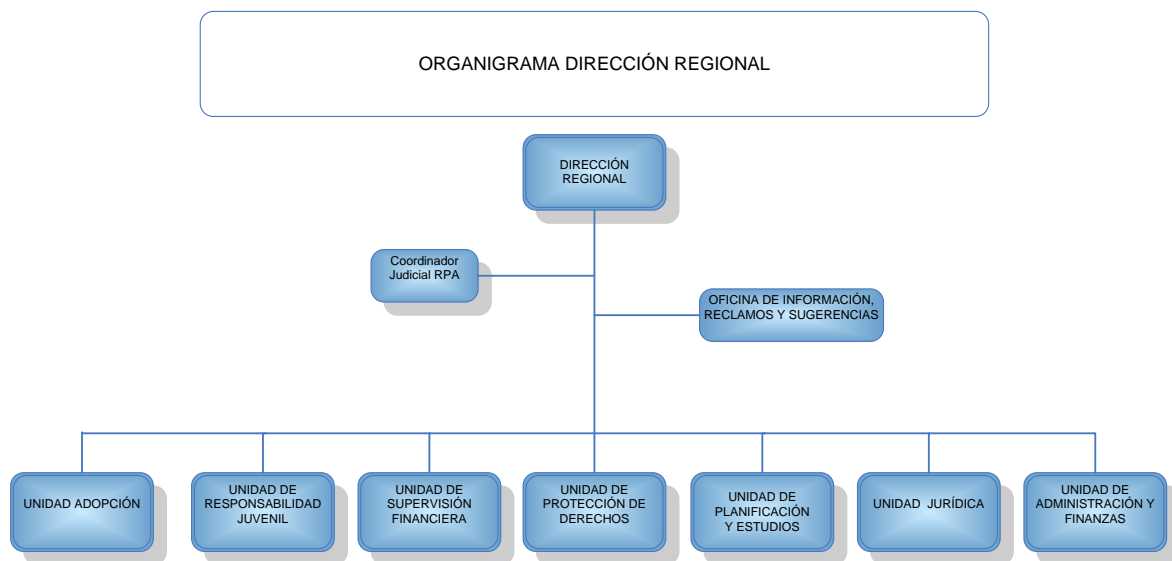 ORGANIGRAMA DIRECCIÓN REGIONAL
DIRECCIÓN
REGIONAL
Coordinador
Judicial RPA
OFICINA DE INFORMACIÓN,
RECLAMOS Y SUGERENCIAS
UNIDAD ADOPCIÓN
UNIDAD DE
RESPONSABILIDAD
JUVENIL
UNIDAD DE
SUPERVISIÓN
FINANCIERA
UNIDAD DE
PROTECCIÓN DE
DERECHOS
UNIDAD DE
PLANIFICACIÓN
Y ESTUDIOS
UNIDAD JURÍDICA
UNIDAD DE
ADMINISTRACIÓN Y
FINANZAS